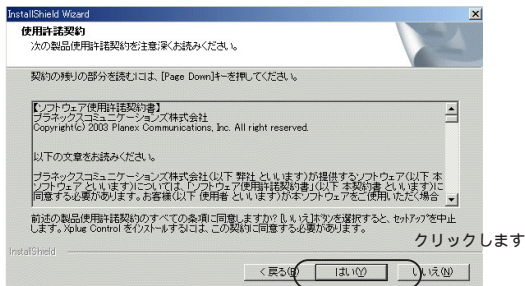 InstallShield Wizard
使用許諾契約
次の製品使用許諾契約を注意深くお読みください。
契約の残りの部分を読むには、[Page Down]キーを押してください。
【ソフトウェア使用許諾契約書】
プラネックスコミュニケーションズ株式会社
Copyright(c) 2003 Planex Communications, Inc. All right reserved.
以下の文章をお読みください。
プラネックスコミュニケーションズ株式会社(以下 弊社 といいます)が提供するソフトウェア(以下 本
ソフトウェア といいます)については、「ソフトウェア使用許諾契約書」(以下 本契約書 といいます)に
同意する必要があります。お客様(以下 使用者 といいます)が本ソフトウェアをご使用いただく場合
前述の製品使用許諾契約のすべての条項に同意しますか? [いいえ]ボタンを選択すると、セットアップを中止
します。Xplug Control をインストールするには、この契約に同意する必要があります。
クリックします
InstallShield
< 戻る(B)
はい(Y)
いいえ(N)